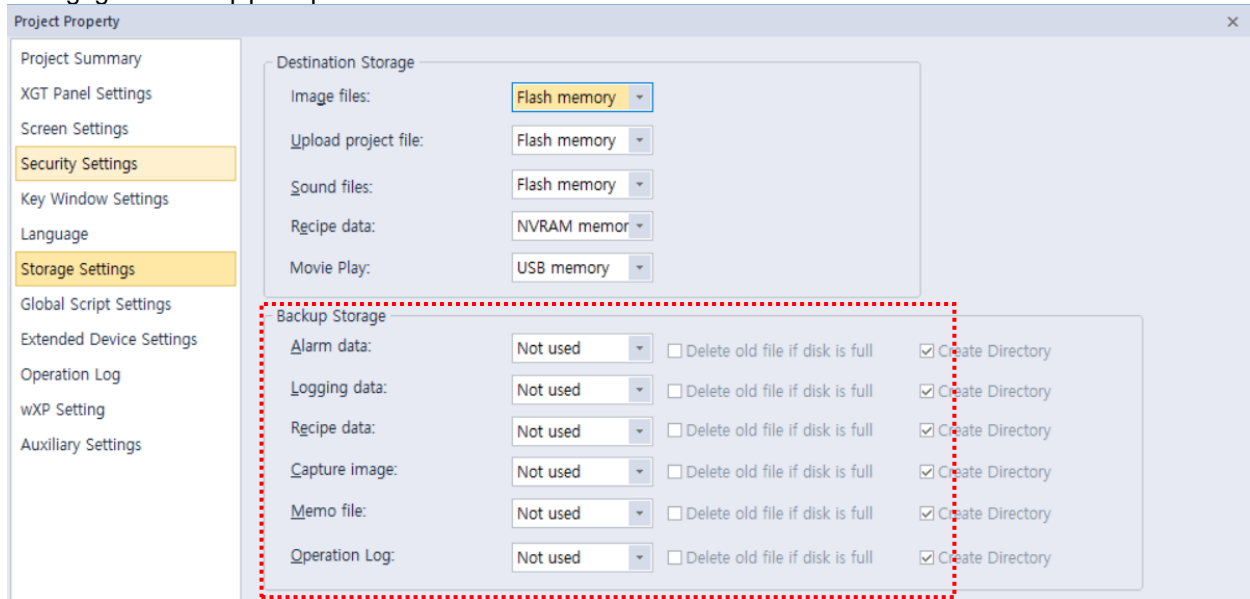 Project Property
Project Summary
XGT Panel Settings
Screen Settings
Security Settings
Key Window Settings
Language
Storage Settings
Global Script Settings
Extended Device Settings
Operation Log
wXP Setting
Auxiliary Settings
Destination Storage
Image files: Flash memory
Upload project file: Flash memory
Sound files: Flash memory
Recipe data: NVRAM memor
Movie Play: USB memory
Backup Storage
Alarm data: Not used Delete old file if disk is full Create Directory
Logging data: Not used Delete old file if disk is full Create Directory
Recipe data: Not used Delete old file if disk is full Create Directory
Capture image: Not used Delete old file if disk is full Create Directory
Memo file: Not used Delete old file if disk is full Create Directory
Operation Log: Not used Delete old file if disk is full Create Directory